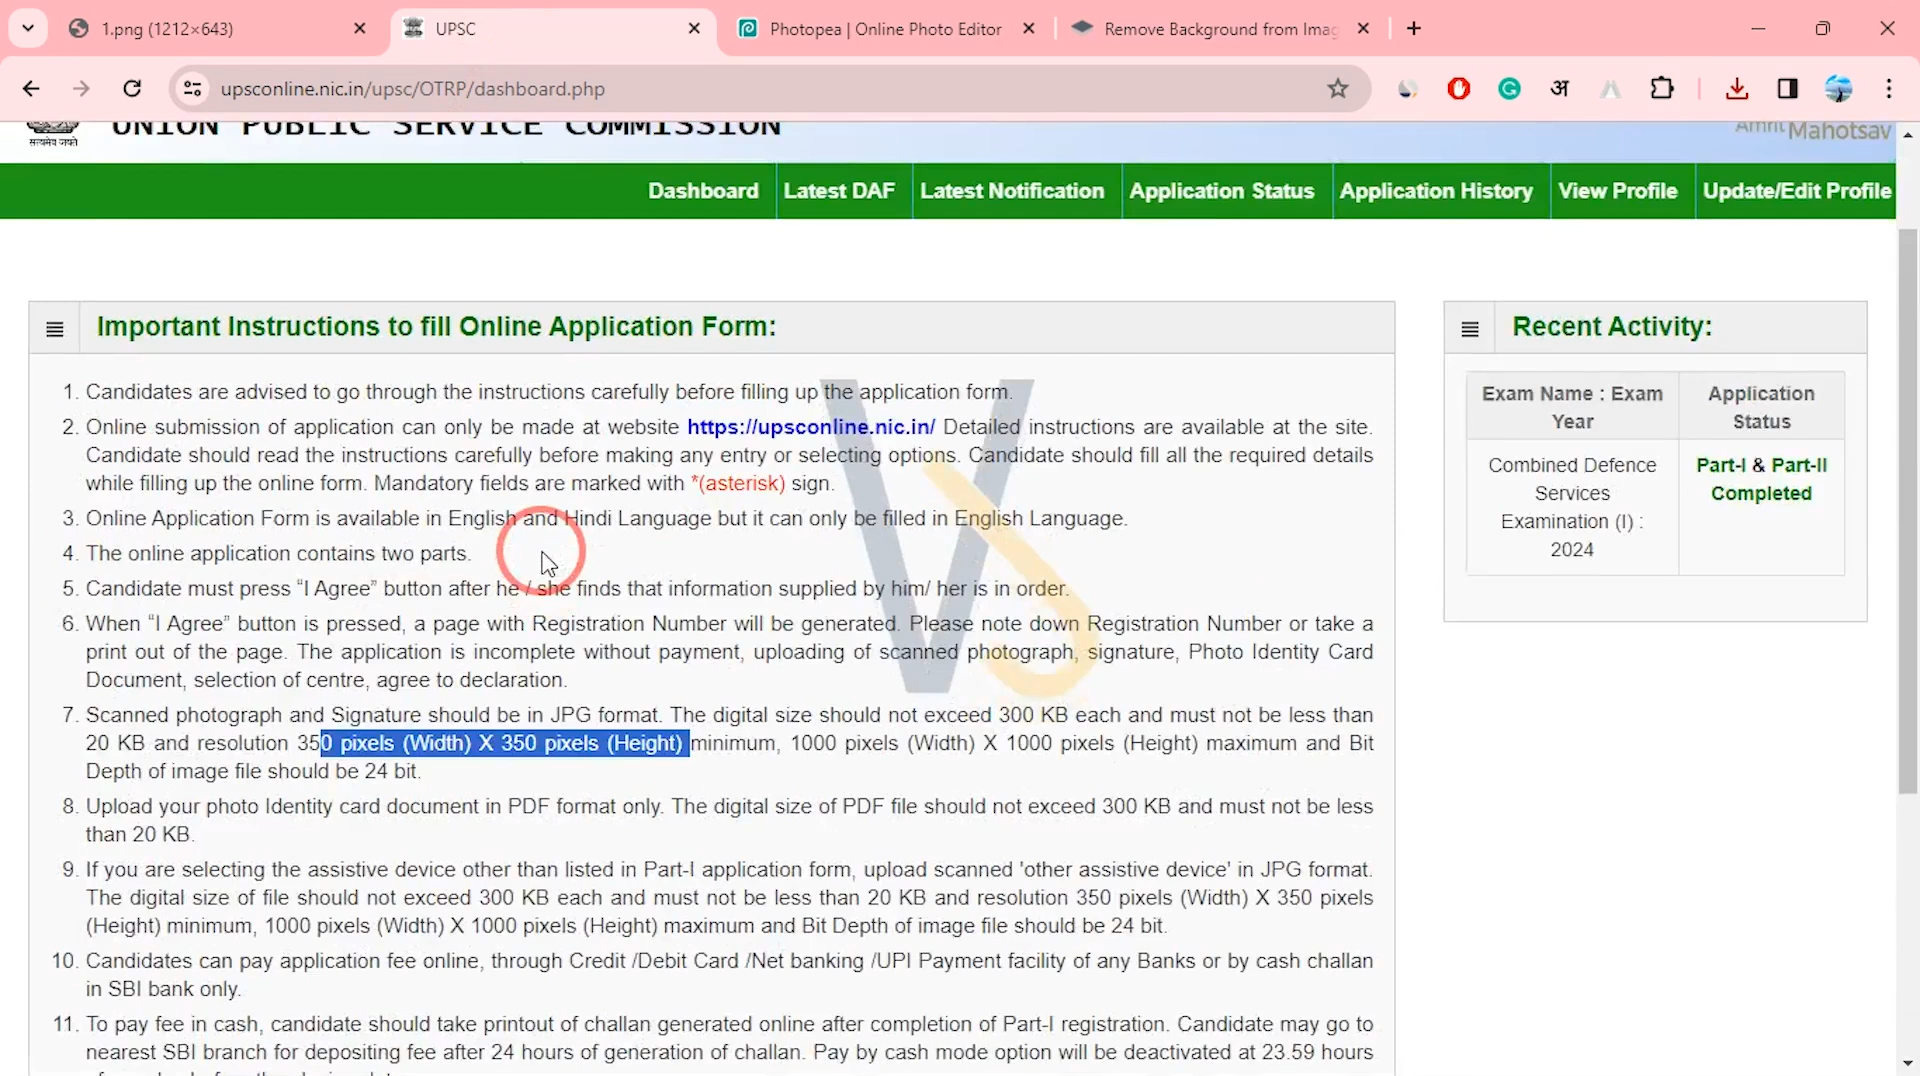 1.png (1212×643)
UPSC
Photopea | Online Photo Editor
Remove Background from Imag
upsconline.nic.in/upsc/OTRP/dashboard.php
अ
सत्यमेव जयते
UNION PUBLIC SERVICE COMMISSION
Amrit Mahotsav
Dashboard
Latest DAF
Latest Notification
Application Status
Application History
View Profile
Update/Edit Profile
Important Instructions to fill Online Application Form:
1. Candidates are advised to go through the instructions carefully before filling up the application form.
2. Online submission of application can only be made at website https://upsconline.nic.in/ Detailed instructions are available at the site.
Candidate should read the instructions carefully before making any entry or selecting options. Candidate should fill all the required details
while filling up the online form. Mandatory fields are marked with *(asterisk) sign.
3. Online Application Form is available in English and Hindi Language but it can only be filled in English Language.
4. The online application contains two parts.
5. Candidate must press “I Agree” button after he / she finds that information supplied by him/ her is in order.
6. When “I Agree” button is pressed, a page with Registration Number will be generated. Please note down Registration Number or take a
print out of the page. The application is incomplete without payment, uploading of scanned photograph, signature, Photo Identity Card
Document, selection of centre, agree to declaration.
7. Scanned photograph and Signature should be in JPG format. The digital size should not exceed 300 KB each and must not be less than
20 KB and resolution 350 pixels (Width) X 350 pixels (Height) minimum, 1000 pixels (Width) X 1000 pixels (Height) maximum and Bit
Depth of image file should be 24 bit.
8. Upload your photo Identity card document in PDF format only. The digital size of PDF file should not exceed 300 KB and must not be less
than 20 KB.
9. If you are selecting the assistive device other than listed in Part-I application form, upload scanned 'other assistive device' in JPG format.
The digital size of file should not exceed 300 KB each and must not be less than 20 KB and resolution 350 pixels (Width) X 350 pixels
(Height) minimum, 1000 pixels (Width) X 1000 pixels (Height) maximum and Bit Depth of image file should be 24 bit.
10. Candidates can pay application fee online, through Credit /Debit Card /Net banking /UPI Payment facility of any Banks or by cash challan
in SBI bank only.
11. To pay fee in cash, candidate should take printout of challan generated online after completion of Part-I registration. Candidate may go to
nearest SBI branch for depositing fee after 24 hours of generation of challan. Pay by cash mode option will be deactivated at 23.59 hours
Recent Activity:
Exam Name : Exam
Year
Application
Status
Combined Defence
Services
Examination (I) :
2024
Part-I & Part-II
Completed
VS